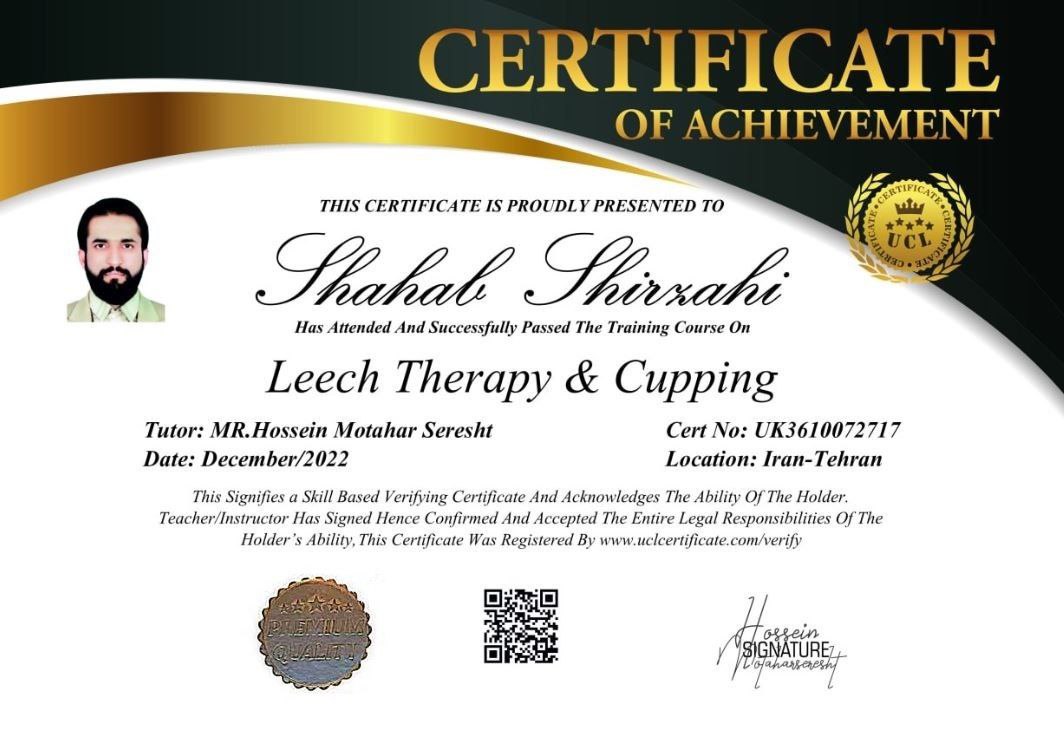 CERTIFICATE
OF ACHIEVEMENT
CERTIFICATE • CERTIFICATE • CERTIFICATE •
UCL
THIS CERTIFICATE IS PROUDLY PRESENTED TO
Shahab Shirzahi
Has Attended And Successfully Passed The Training Course On
Leech Therapy & Cupping
Tutor: MR.Hossein Motahar Seresht
Cert No: UK3610072717
Date: December/2022
Location: Iran-Tehran
This Signifies a Skill Based Verifying Certificate And Acknowledges The Ability Of The Holder.
Teacher/Instructor Has Signed Hence Confirmed And Accepted The Entire Legal Responsibilities Of The
Holder's Ability,This Certificate Was Registered By www.uclcertificate.com/verify
PREMIUM
QUALITY
Hossein
SIGNATURE
Motaharseresht